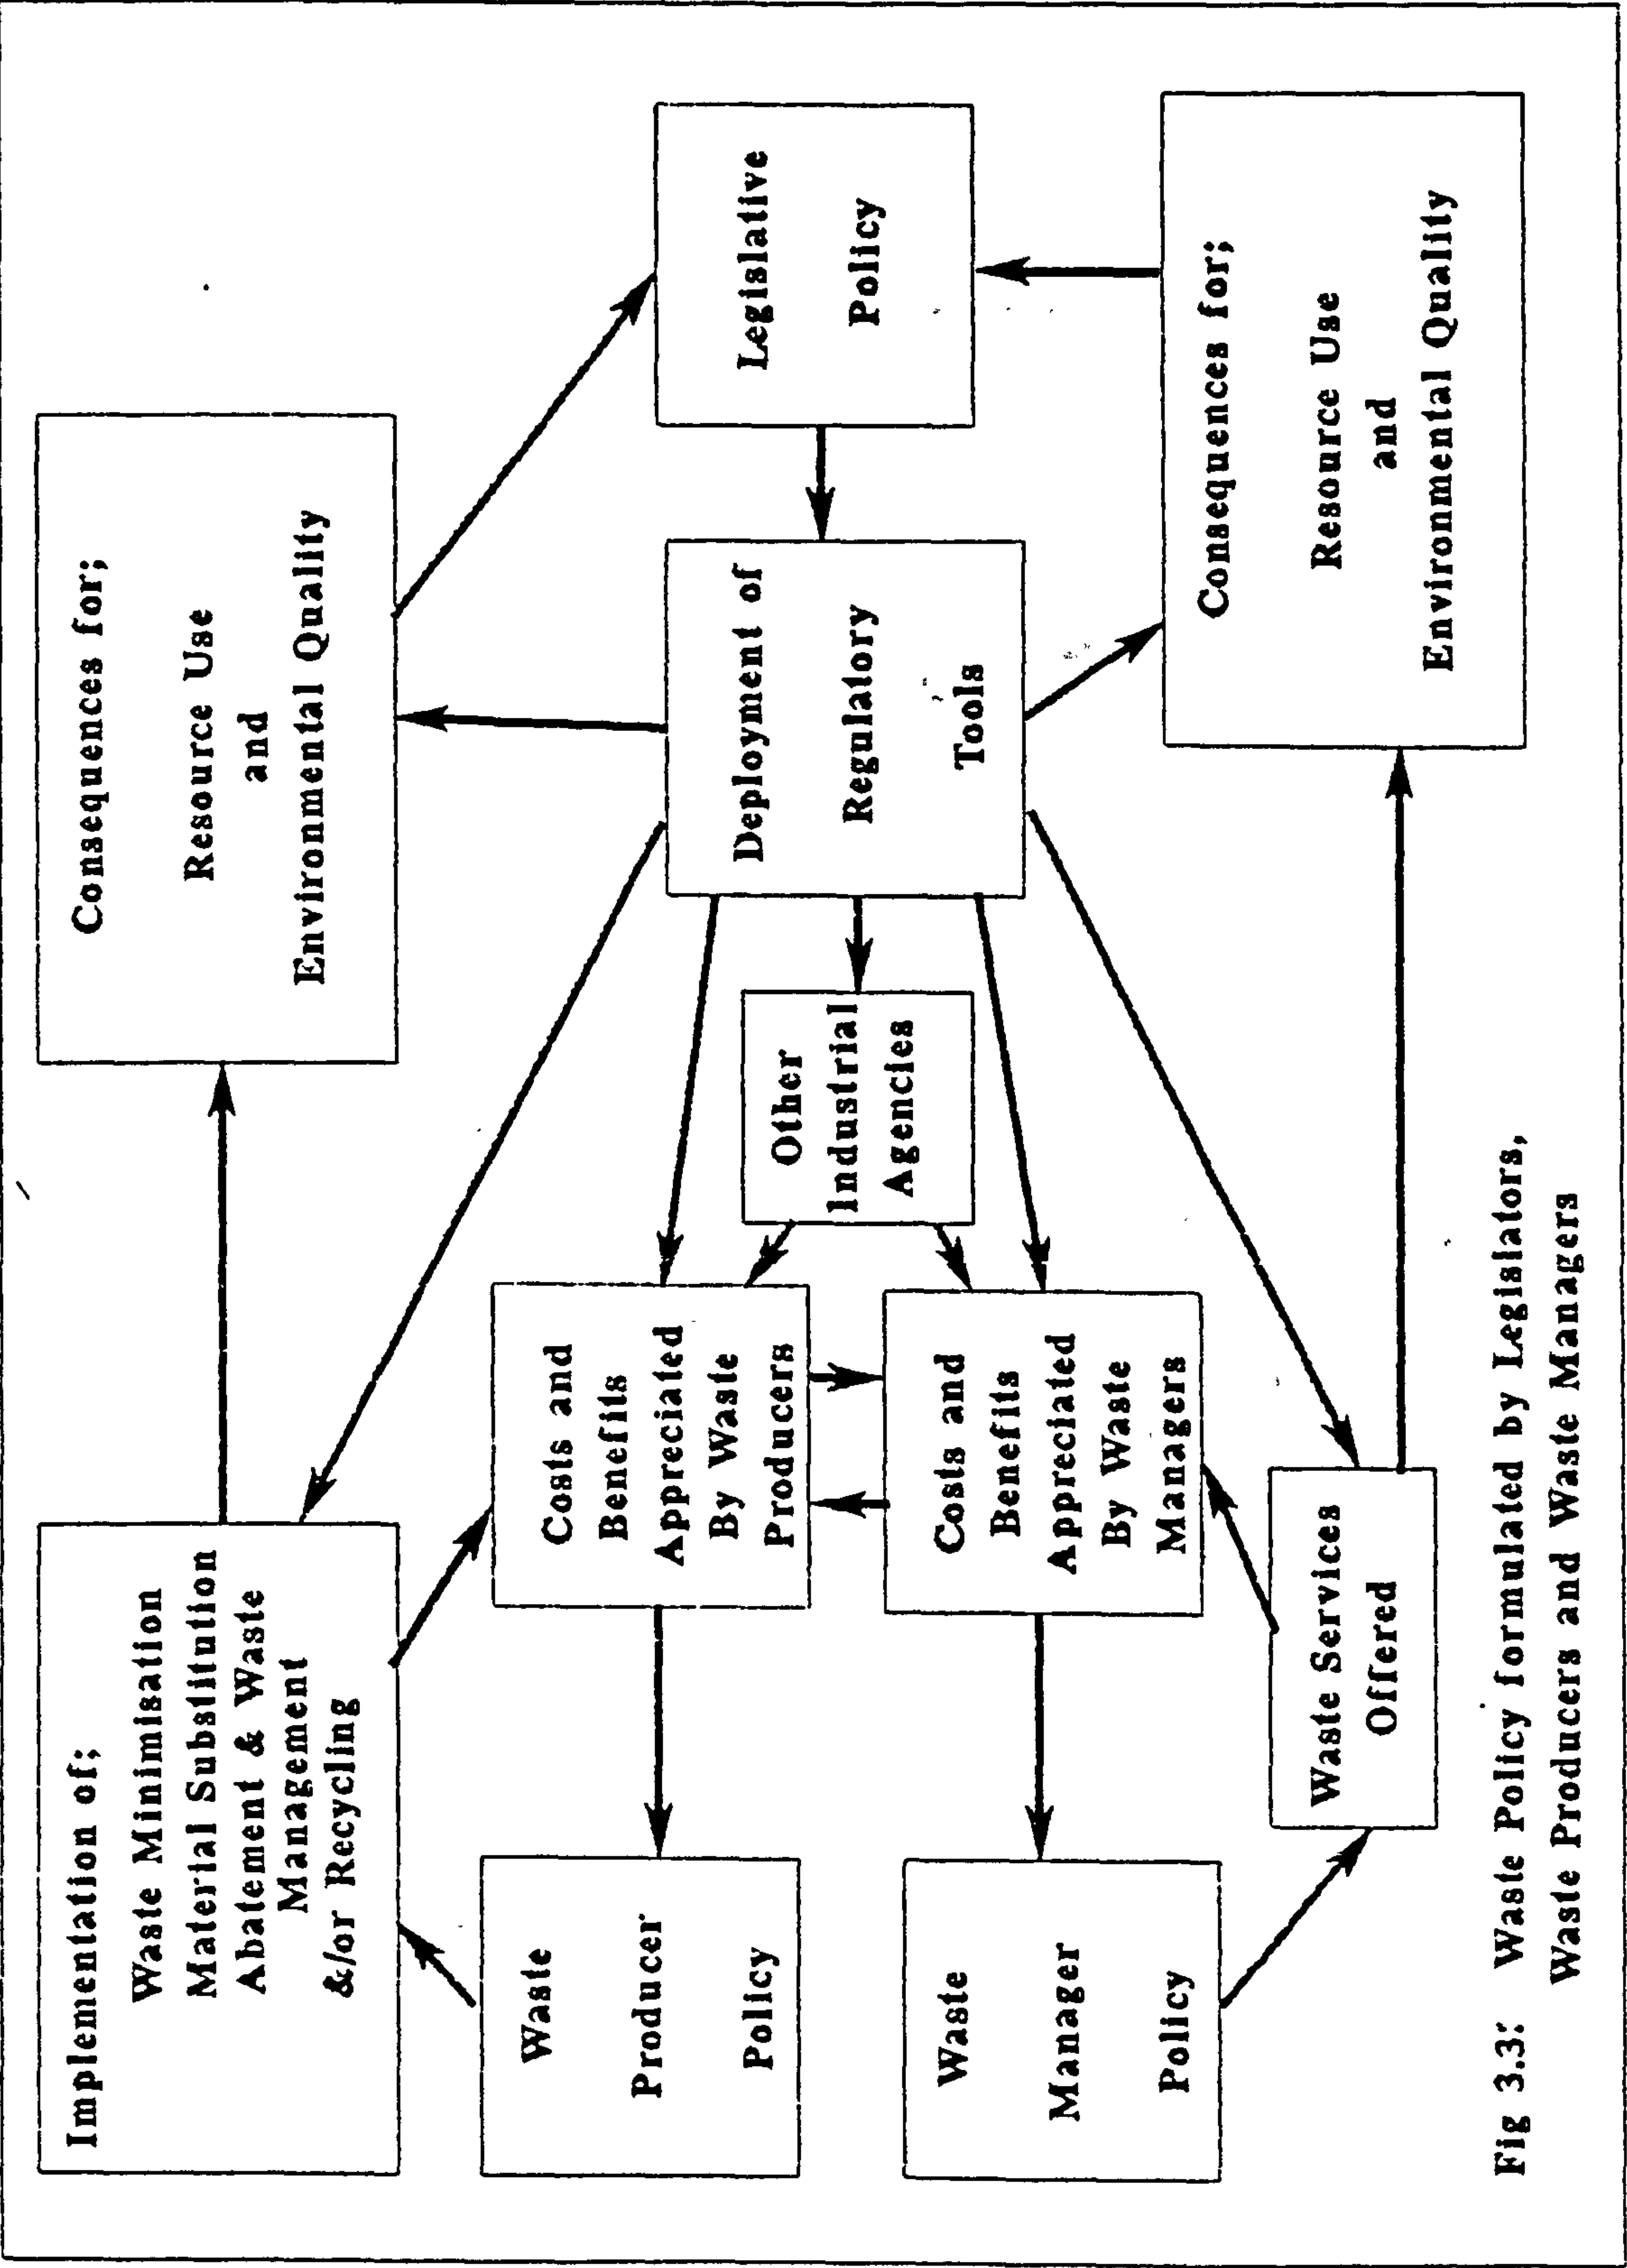 Implementation of;
Waste Minimisation
Material Substitution
Abatement & Waste
Management
&/or Recycling
Consequences for;
Resource Use
and
Environmental Quality
Waste
Producer
Policy
Costs and
Benefits
Appreciated
By Waste
Producers
Other
Industrial
Agencies
Deployment of
Regulatory
Tools
Legislative
Policy
Waste
Manager
Policy
Costs and
Benefits
Appreciated
By Waste
Managers
Waste Services
Offered
Consequences for;
Resource Use
and
Environmental Quality
Fig 3.3: Waste Policy formulated by Legislators,
Waste Producers and Waste Managers